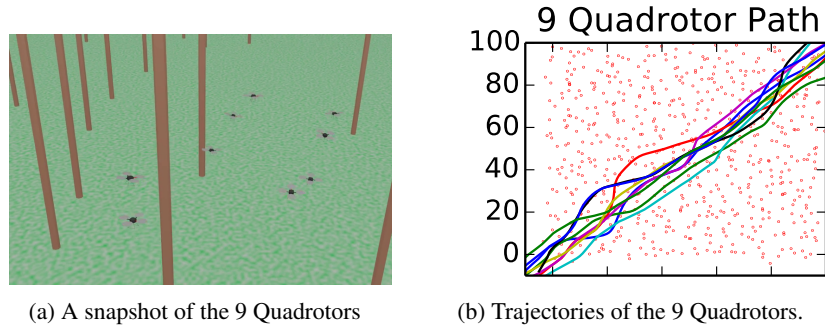 9 Quadrotor Path
100
80
60
40
20
0
(a) A snapshot of the 9 Quadrotors
(b) Trajectories of the 9 Quadrotors.